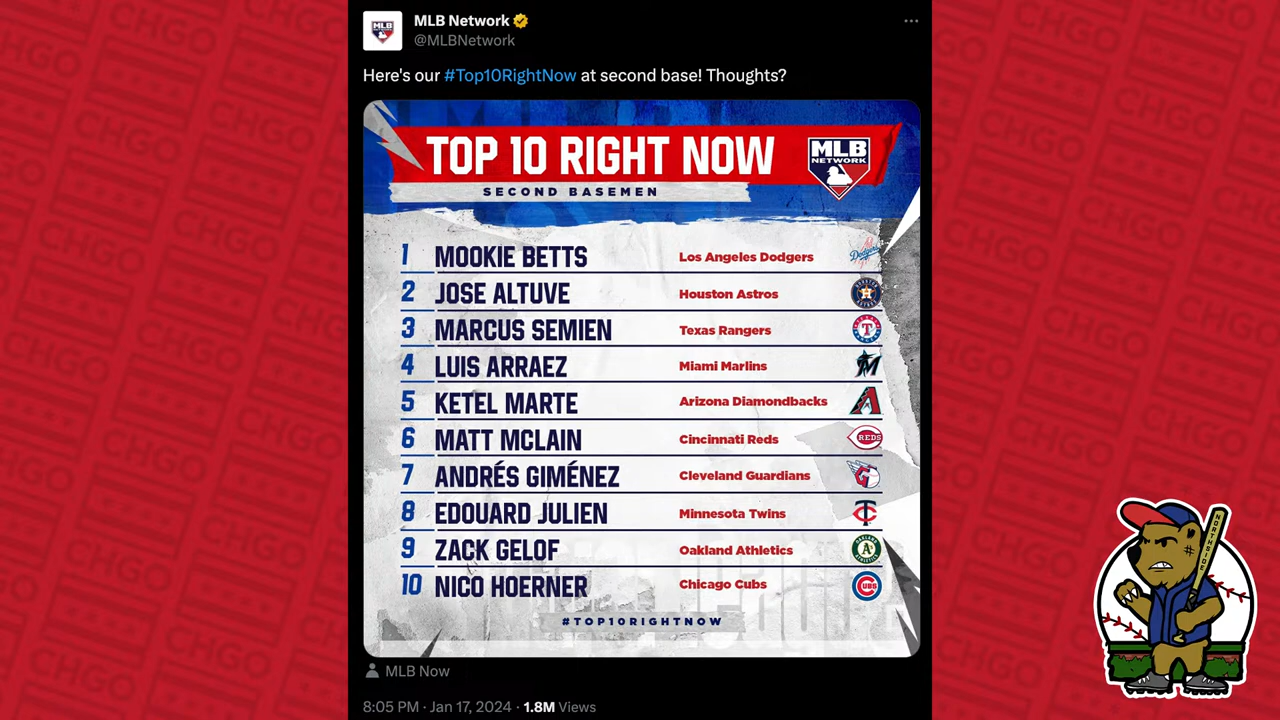 MLB Network
@MLBNetwork
Here's our #Top10RightNow at second base! Thoughts?
TOP 10 RIGHT NOW
MLB
NETWORK
SECOND BASEMEN
1 MOOKIE BETTS Los Angeles Dodgers
2 JOSE ALTUVE Houston Astros
3 MARCUS SEMIEN Texas Rangers
4 LUIS ARRAEZ Miami Marlins
5 KETEL MARTE Arizona Diamondbacks
6 MATT MCLAIN Cincinnati Reds
7 ANDRÉS GIMÉNEZ Cleveland Guardians
8 EDOUARD JULIEN Minnesota Twins
9 ZACK GELOF Oakland Athletics
10 NICO HOERNER Chicago Cubs
#TOP10RIGHTNOW
MLB Now
8:05 PM · Jan 17, 2024 · 1.8M Views
NORTHSIDE
CHGO